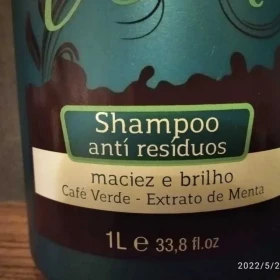 Shampoo
antí resíduos
maciez e brilho
Café Verde - Extrato de Menta
1L e 33,8 fl.oz